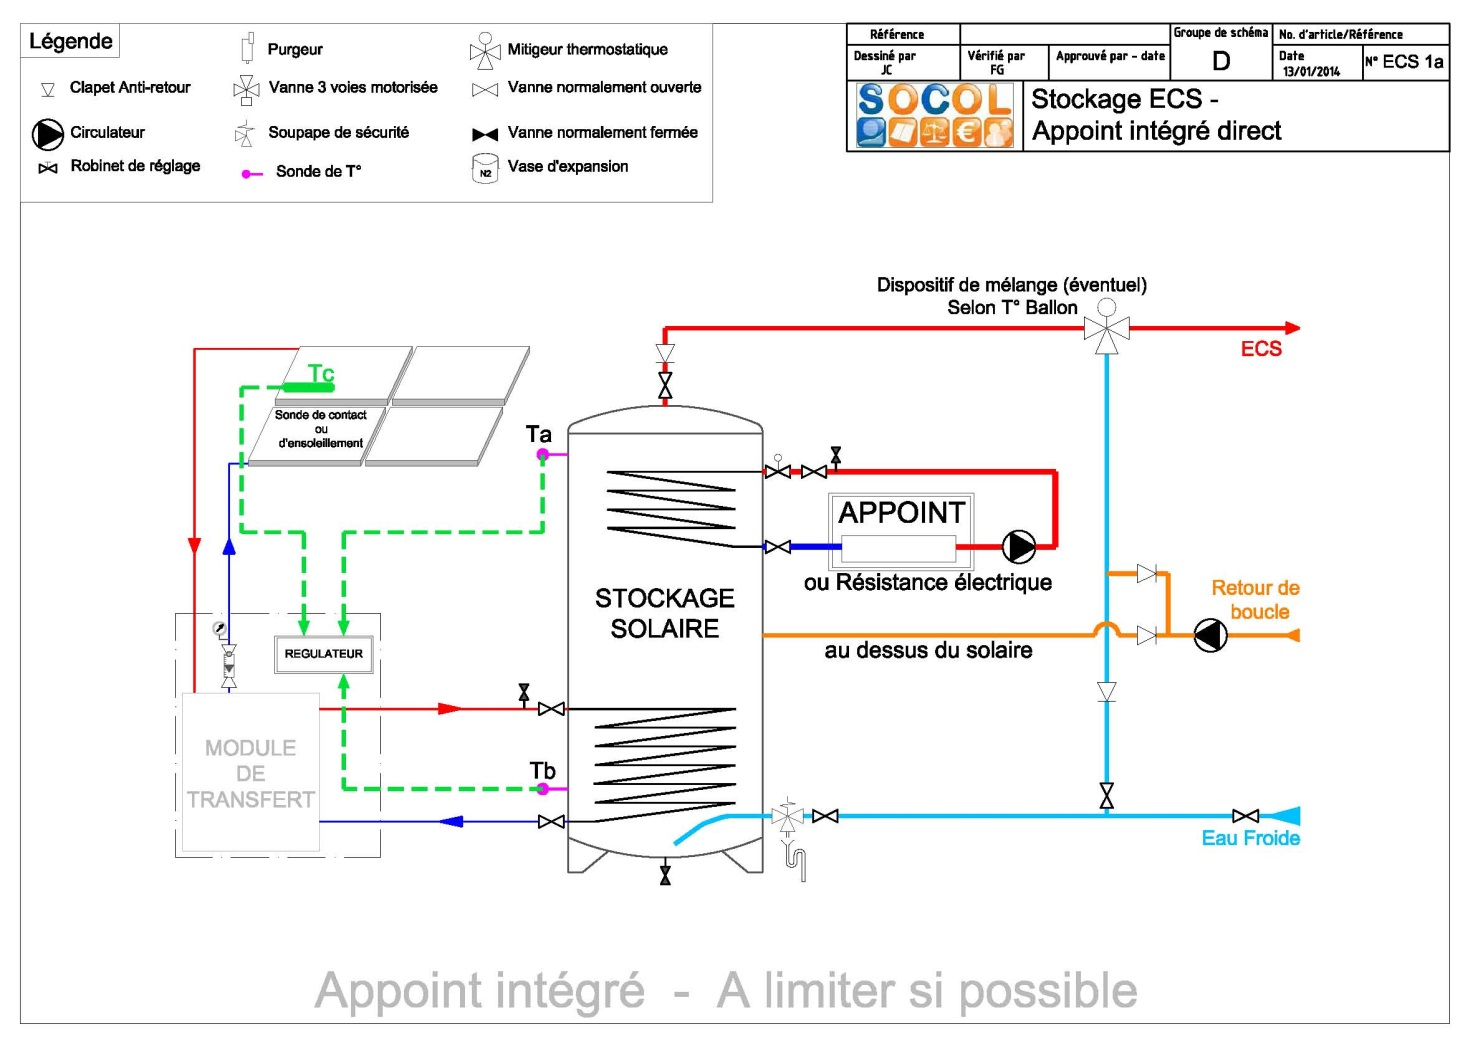 Légende
Purgeur
Mitigeur thermostatique
Clapet Anti-retour
Vanne 3 voies motorisée
Vanne normalement ouverte
Circulateur
Soupape de sécurité
Vanne normalement fermée
Robinet de réglage
Sonde de T°
N2
Vase d'expansion
Référence
Groupe de schéma
No. d'article/Référence
Dessiné par
JC
Vérifié par
FG
Approuvé par - date
D
Date
13/01/2014
N° ECS 1a
SOCOL
Stockage ECS -
Appoint intégré direct
Dispositif de mélange (éventuel)
Selon T° Ballon
ECS
Tc
Sonde de contact
ou
d'ensoleillement
Ta
APPOINT
ou Résistance électrique
STOCKAGE
SOLAIRE
Retour de
boucle
au dessus du solaire
REGULATEUR
MODULE
DE
TRANSFERT
Tb
Eau Froide
Appoint intégré - A limiter si possible